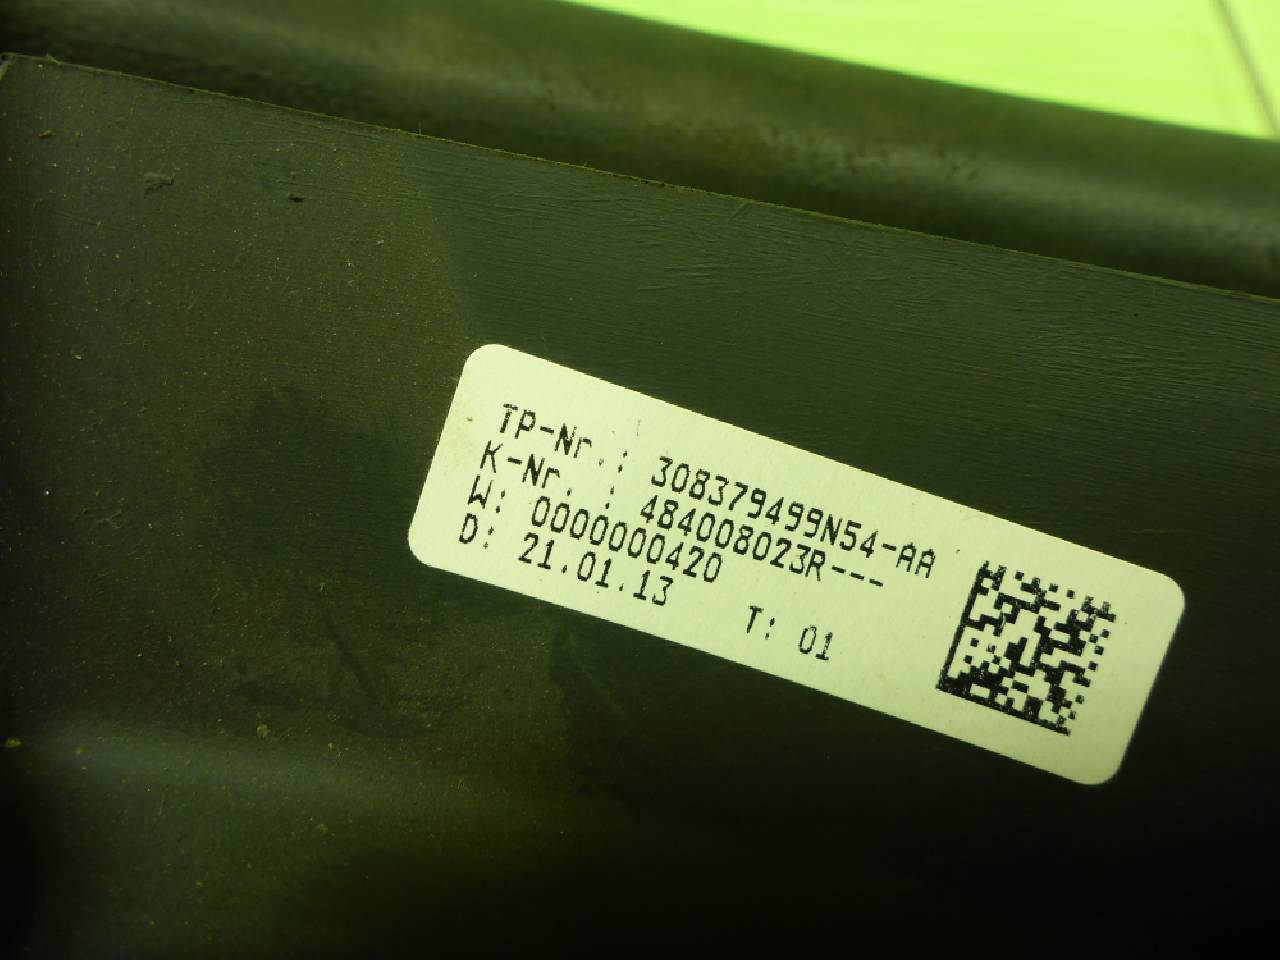 TP-Nr.: 308379499N54-AA
K-Nr. : 484008023R---
W: 0000000420
D: 21.01.13 T: 01